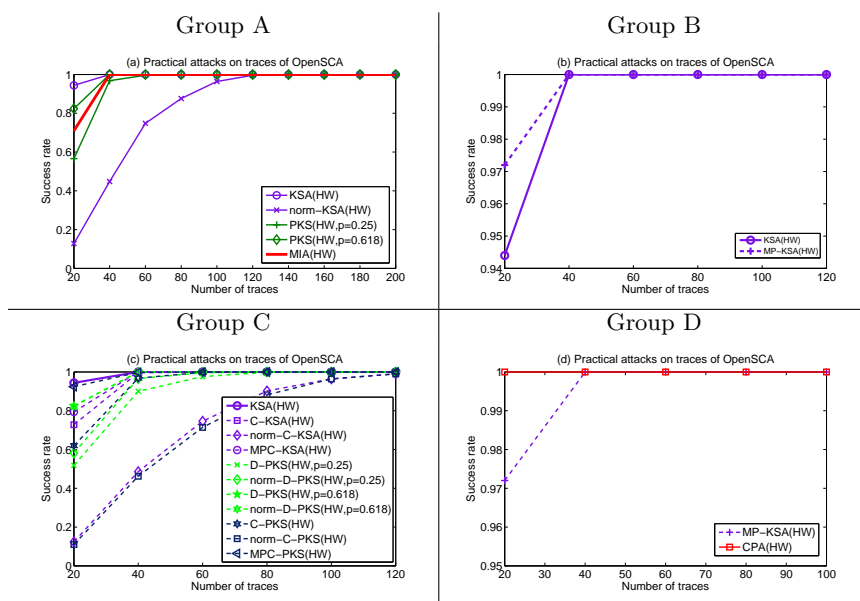 Group A
(a) Practical attacks on traces of OpenSCA
Success rate
1
0.8
0.6
0.4
0.2
0
20 40 60 80 100 120 140 160 180 200
Number of traces
KSA(HW)
norm−KSA(HW)
PKS(HW,p=0.25)
PKS(HW,p=0.618)
MIA(HW)
Group B
(b) Practical attacks on traces of OpenSCA
Success rate
1
0.99
0.98
0.97
0.96
0.95
0.94
20 40 60 80 100 120
Number of traces
KSA(HW)
MP−KSA(HW)
Group C
(c) Practical attacks on traces of OpenSCA
Success rate
1
0.8
0.6
0.4
0.2
0
20 40 60 80 100 120
Number of traces
KSA(HW)
C−KSA(HW)
norm−C−KSA(HW)
MPC−KSA(HW)
D−PKS(HW,p=0.25)
norm−D−PKS(HW,p=0.25)
D−PKS(HW,p=0.618)
norm−D−PKS(HW,p=0.618)
C−PKS(HW)
norm−C−PKS(HW)
MPC−PKS(HW)
Group D
(d) Practical attacks on traces of OpenSCA
Success rate
1
0.99
0.98
0.97
0.96
0.95
20 30 40 50 60 70 80 90 100
Number of traces
MP−KSA(HW)
CPA(HW)